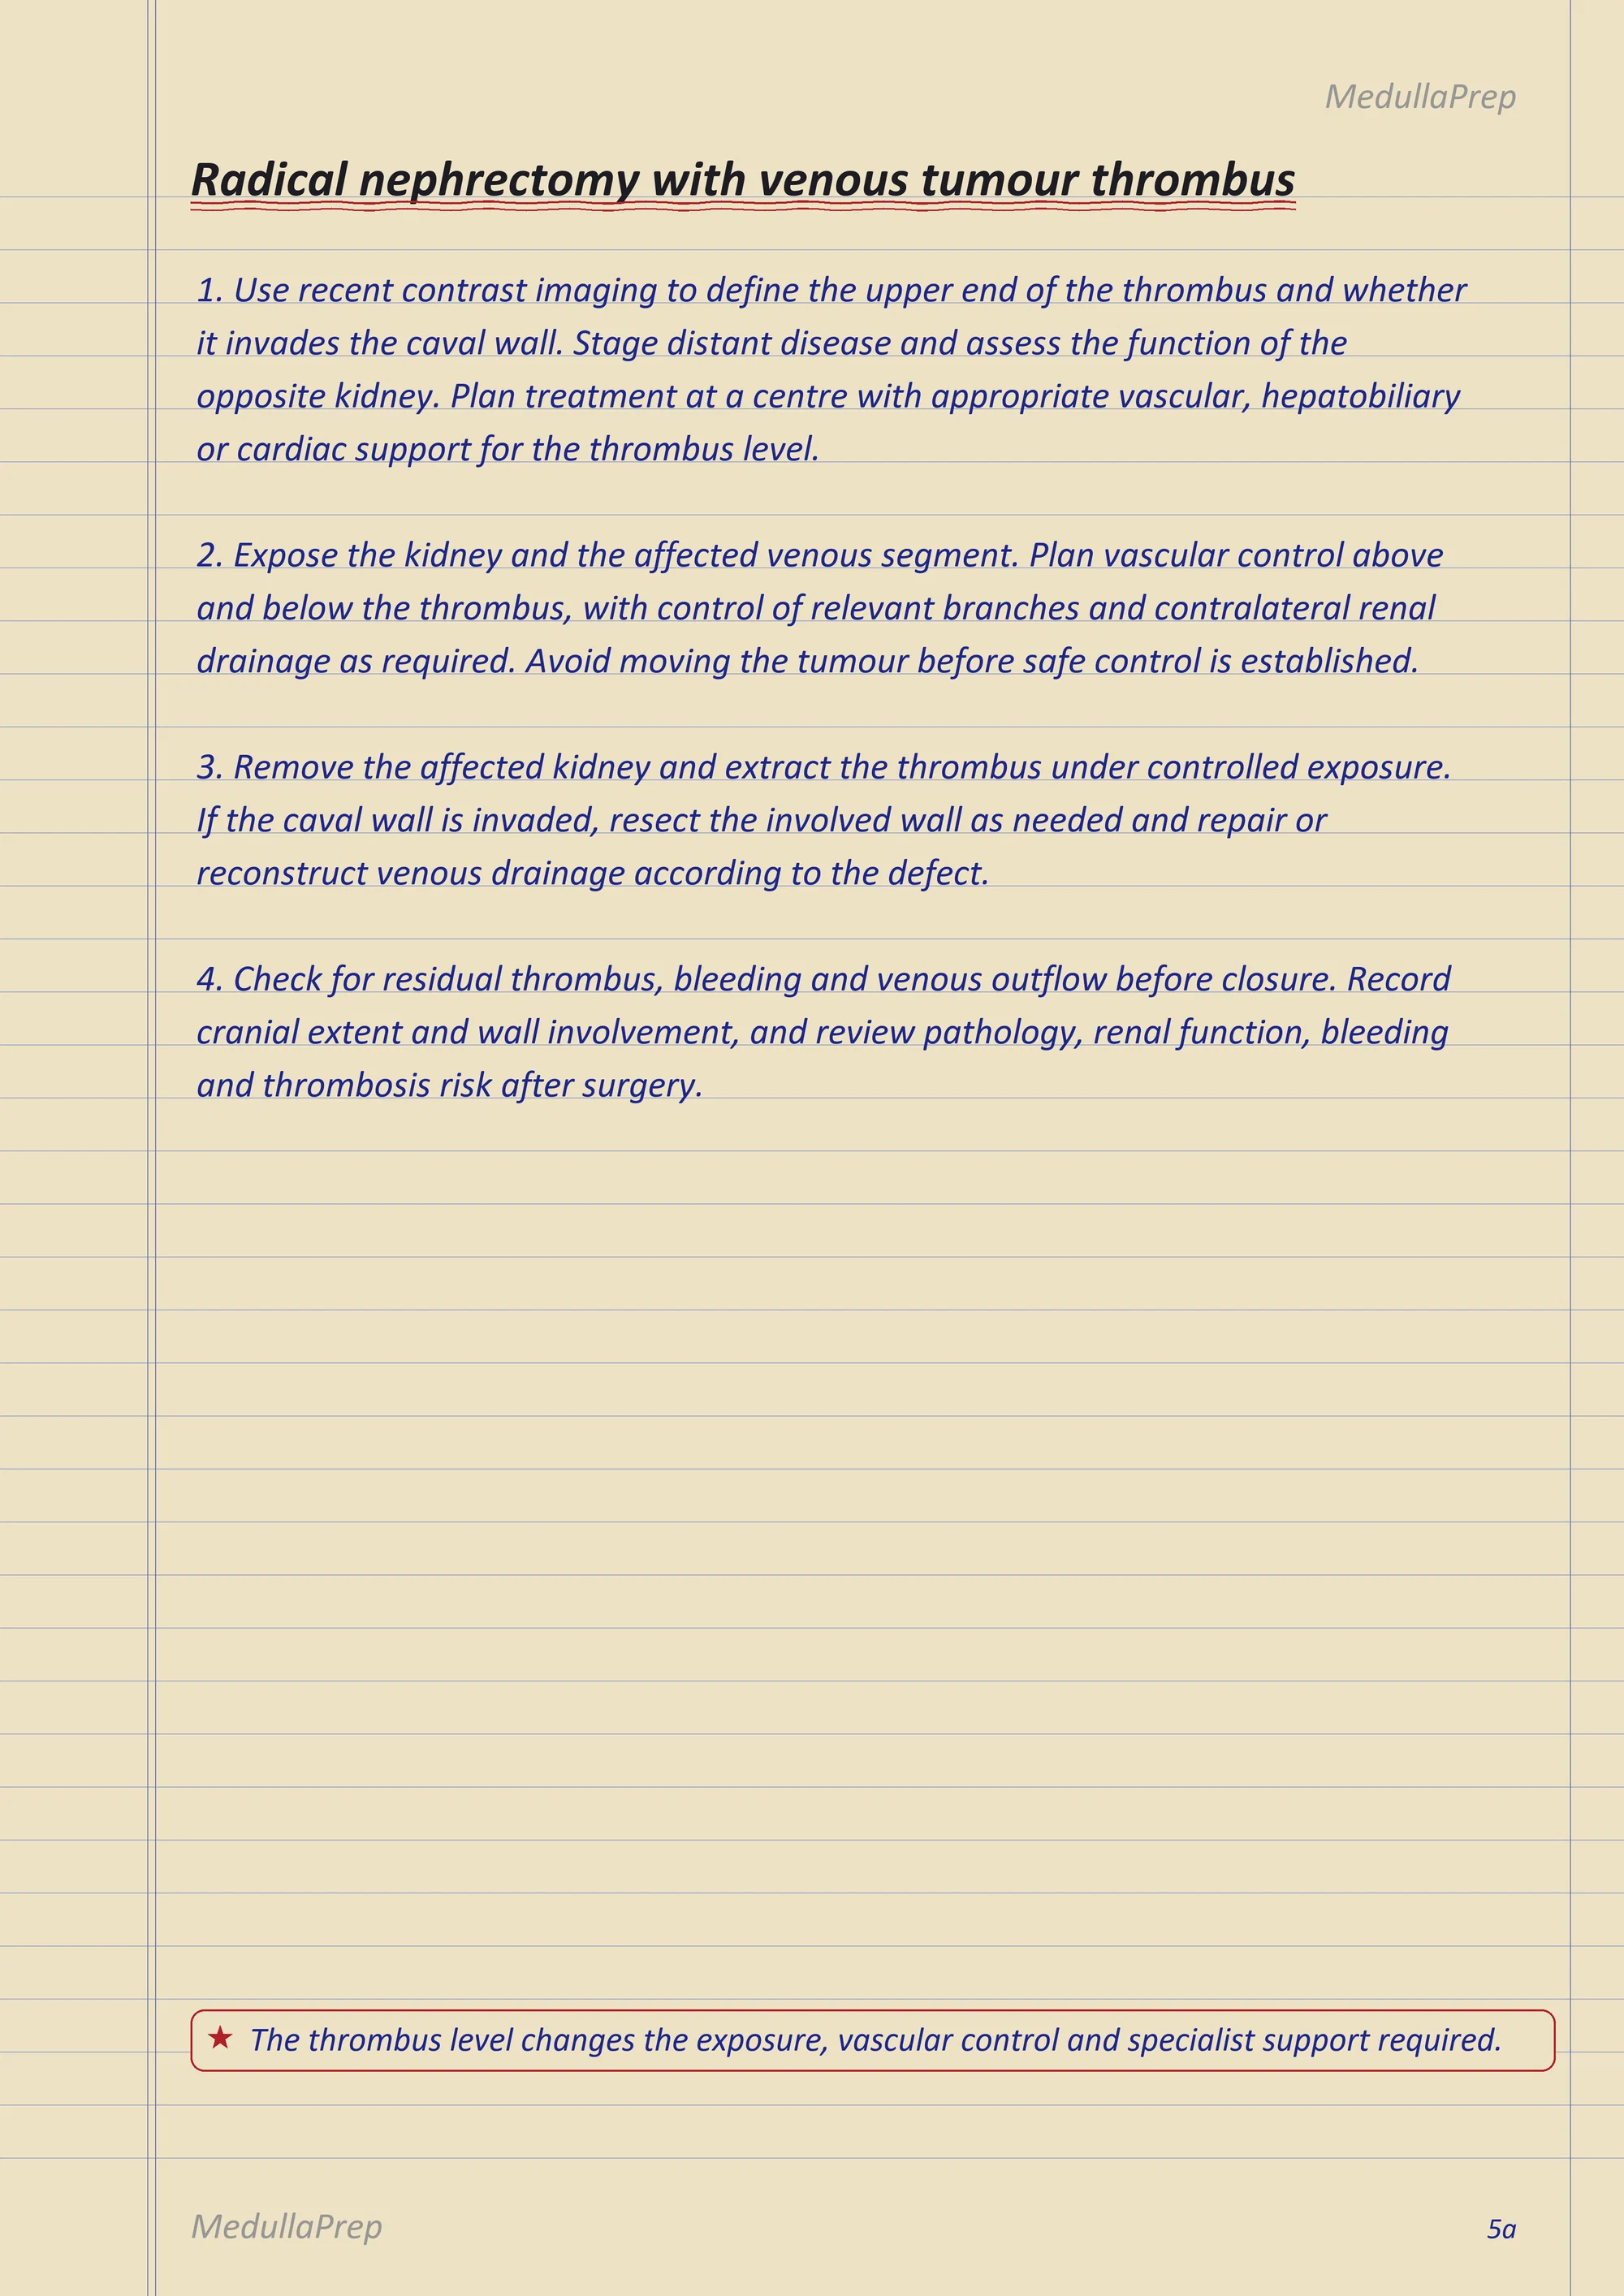 MedullaPrep
Radical nephrectomy with venous tumour thrombus
1. Use recent contrast imaging to define the upper end of the thrombus and whether
it invades the caval wall. Stage distant disease and assess the function of the
opposite kidney. Plan treatment at a centre with appropriate vascular, hepatobiliary
or cardiac support for the thrombus level.
2. Expose the kidney and the affected venous segment. Plan vascular control above
and below the thrombus, with control of relevant branches and contralateral renal
drainage as required. Avoid moving the tumour before safe control is established.
3. Remove the affected kidney and extract the thrombus under controlled exposure.
If the caval wall is invaded, resect the involved wall as needed and repair or
reconstruct venous drainage according to the defect.
4. Check for residual thrombus, bleeding and venous outflow before closure. Record
cranial extent and wall involvement, and review pathology, renal function, bleeding
and thrombosis risk after surgery.
★ The thrombus level changes the exposure, vascular control and specialist support required.
MedullaPrep
5a